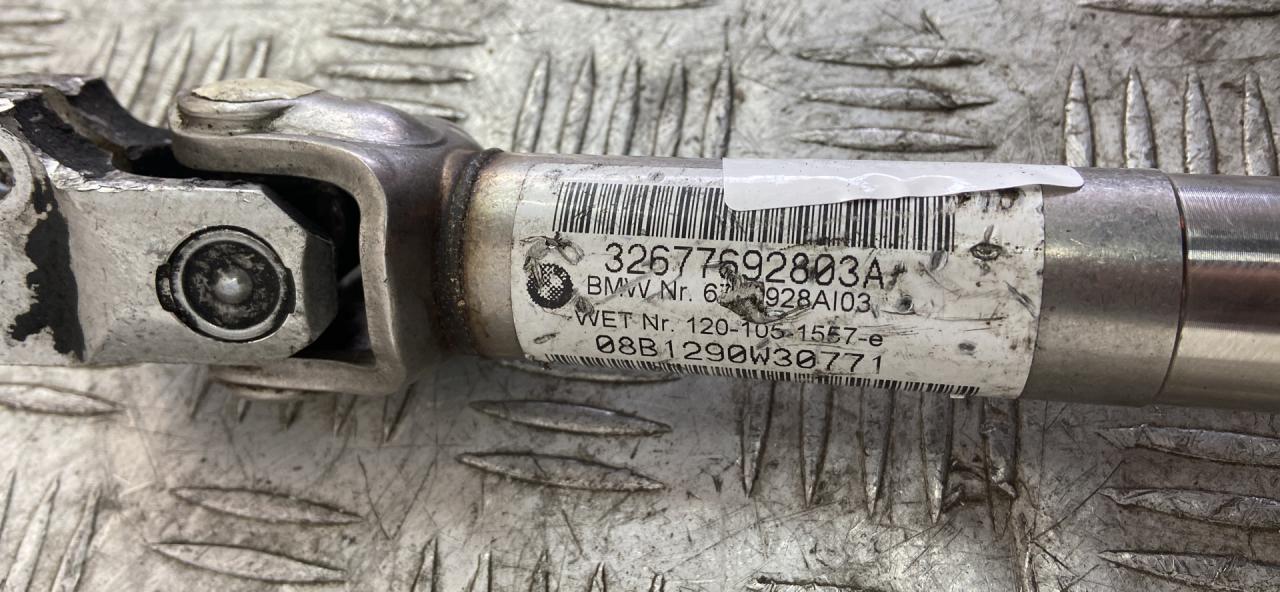 32677692803A
BMW Nr.
WET Nr. 120-105-1557-e
08B1290W30771